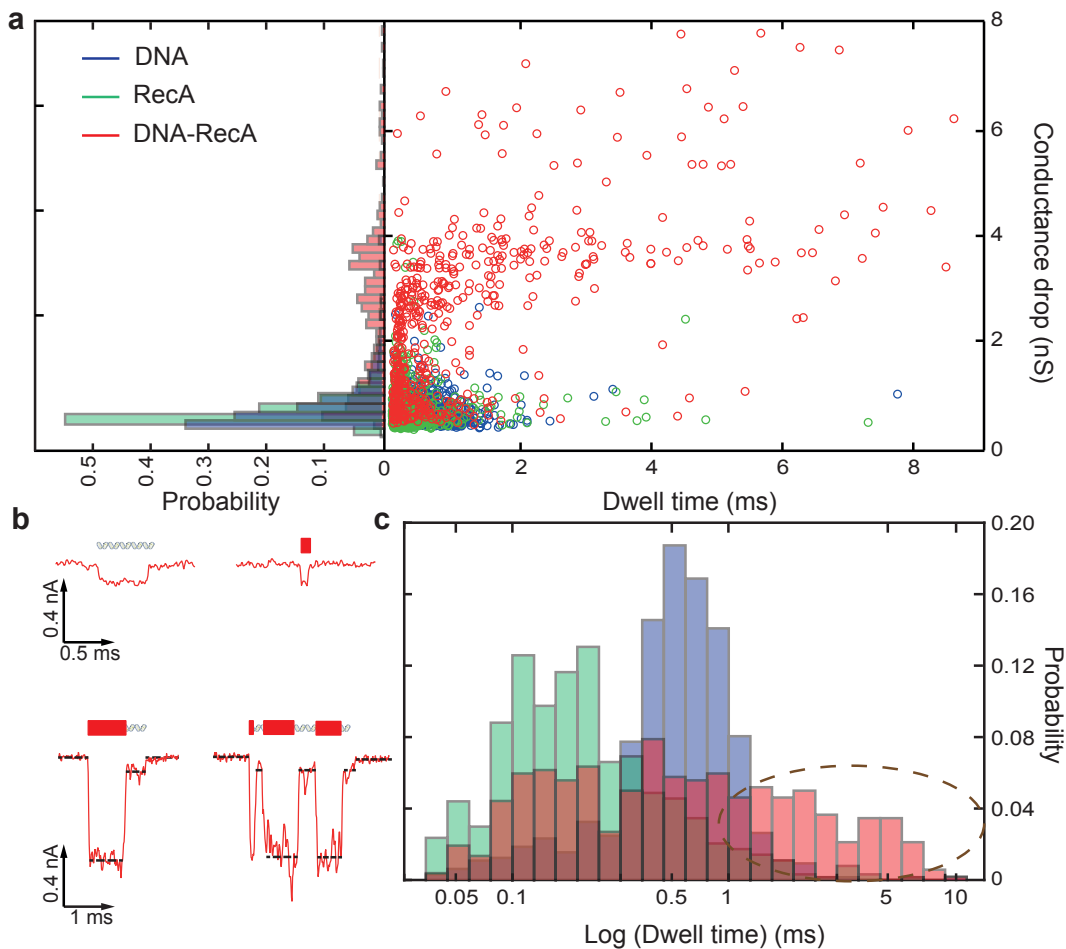 a
DNA
RecA
DNA-RecA
8
6
4
2
0
Conductance drop (nS)
0.5
0.4
0.3
0.2
0.1
0
2
4
6
8
Probability
Dwell time (ms)
b
0.4 nA
0.5 ms
0.4 nA
1 ms
c
0.20
0.16
0.12
0.08
0.04
0
Probability
0.05
0.1
0.5
1
5
10
Log (Dwell time) (ms)